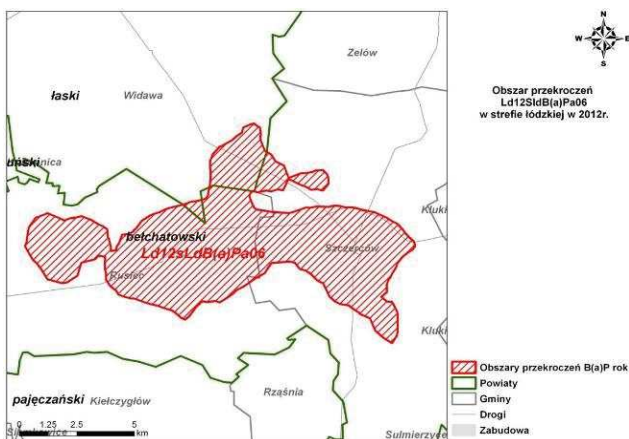 N
W E
S
Zelów
łaski
Widawa
Obszar przekroczeń
Ld12SldB(a)Pa06
w strefie łódzkiej w 2012r.
Kluki
bełchatowski
Szczerców
Ld12sLdB(a)Pa06
Rusiec
Kluki
Obszary przekroczeń B(a)P rok
Powiaty
Gminy
Drogi
Zabudowa
Rząśnia
pajęczański
Kiełczygłów
Sulmierzyce
0 1.25 2.5 5
km